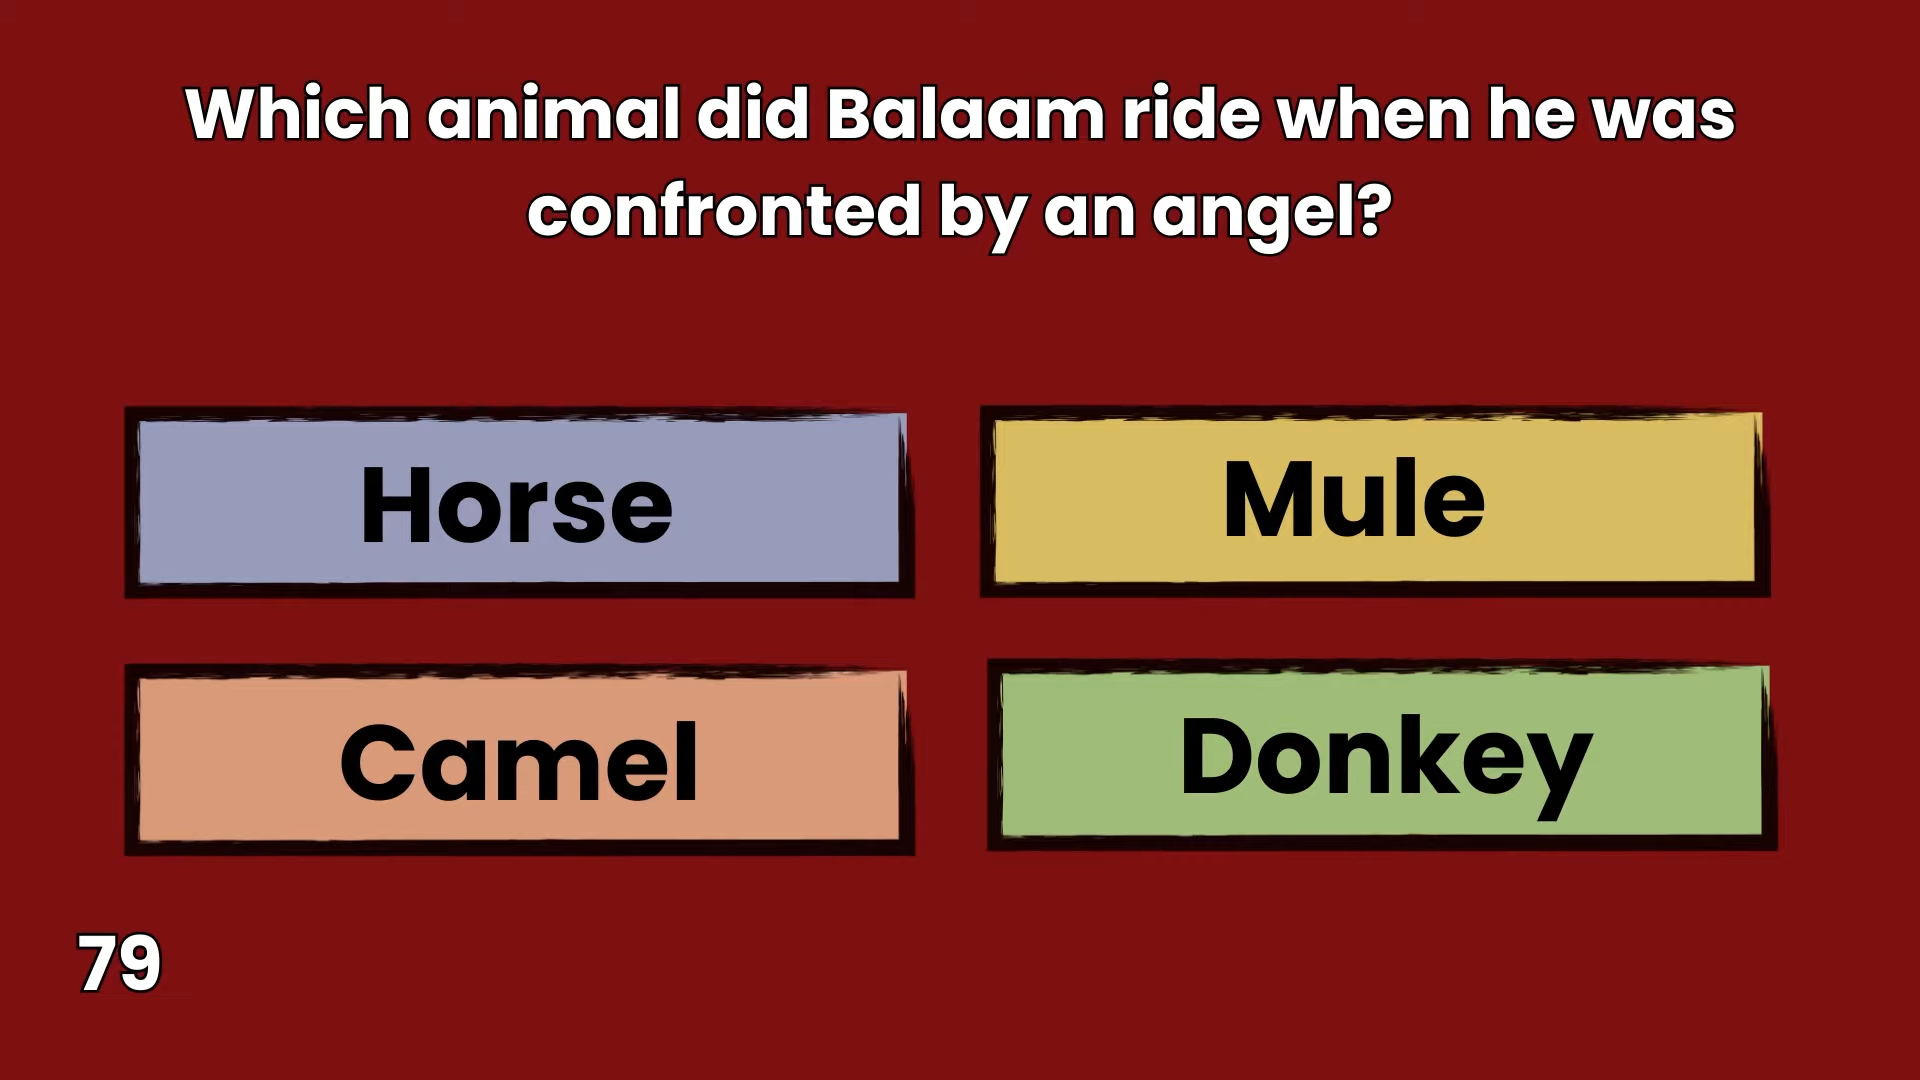 Which animal did Balaam ride when he was
confronted by an angel?
Horse
Mule
Camel
Donkey
79